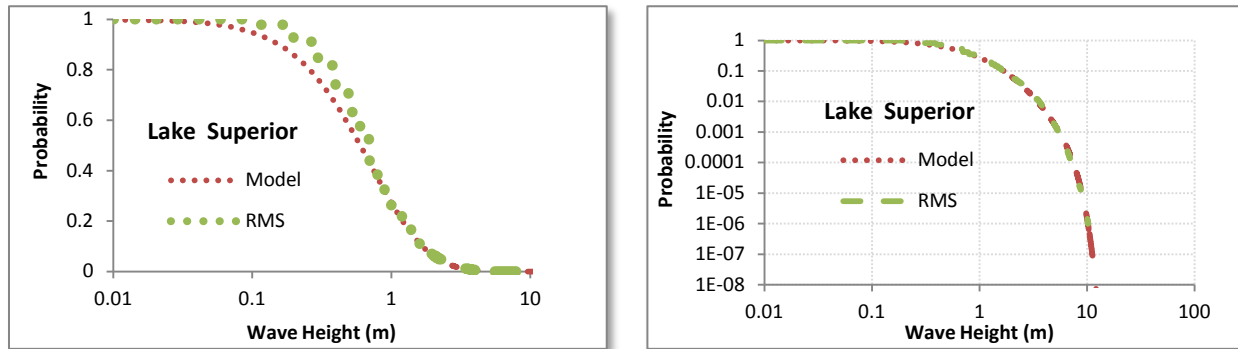 1
0.8
0.6
0.4
0.2
0
Probability
Lake Superior
Model
RMS
0.01
0.1
1
10
Wave Height (m)
1
0.1
0.01
0.001
0.0001
1E-05
1E-06
1E-07
1E-08
Probability
Lake Superior
Model
RMS
0.01
0.1
1
10
100
Wave Height (m)